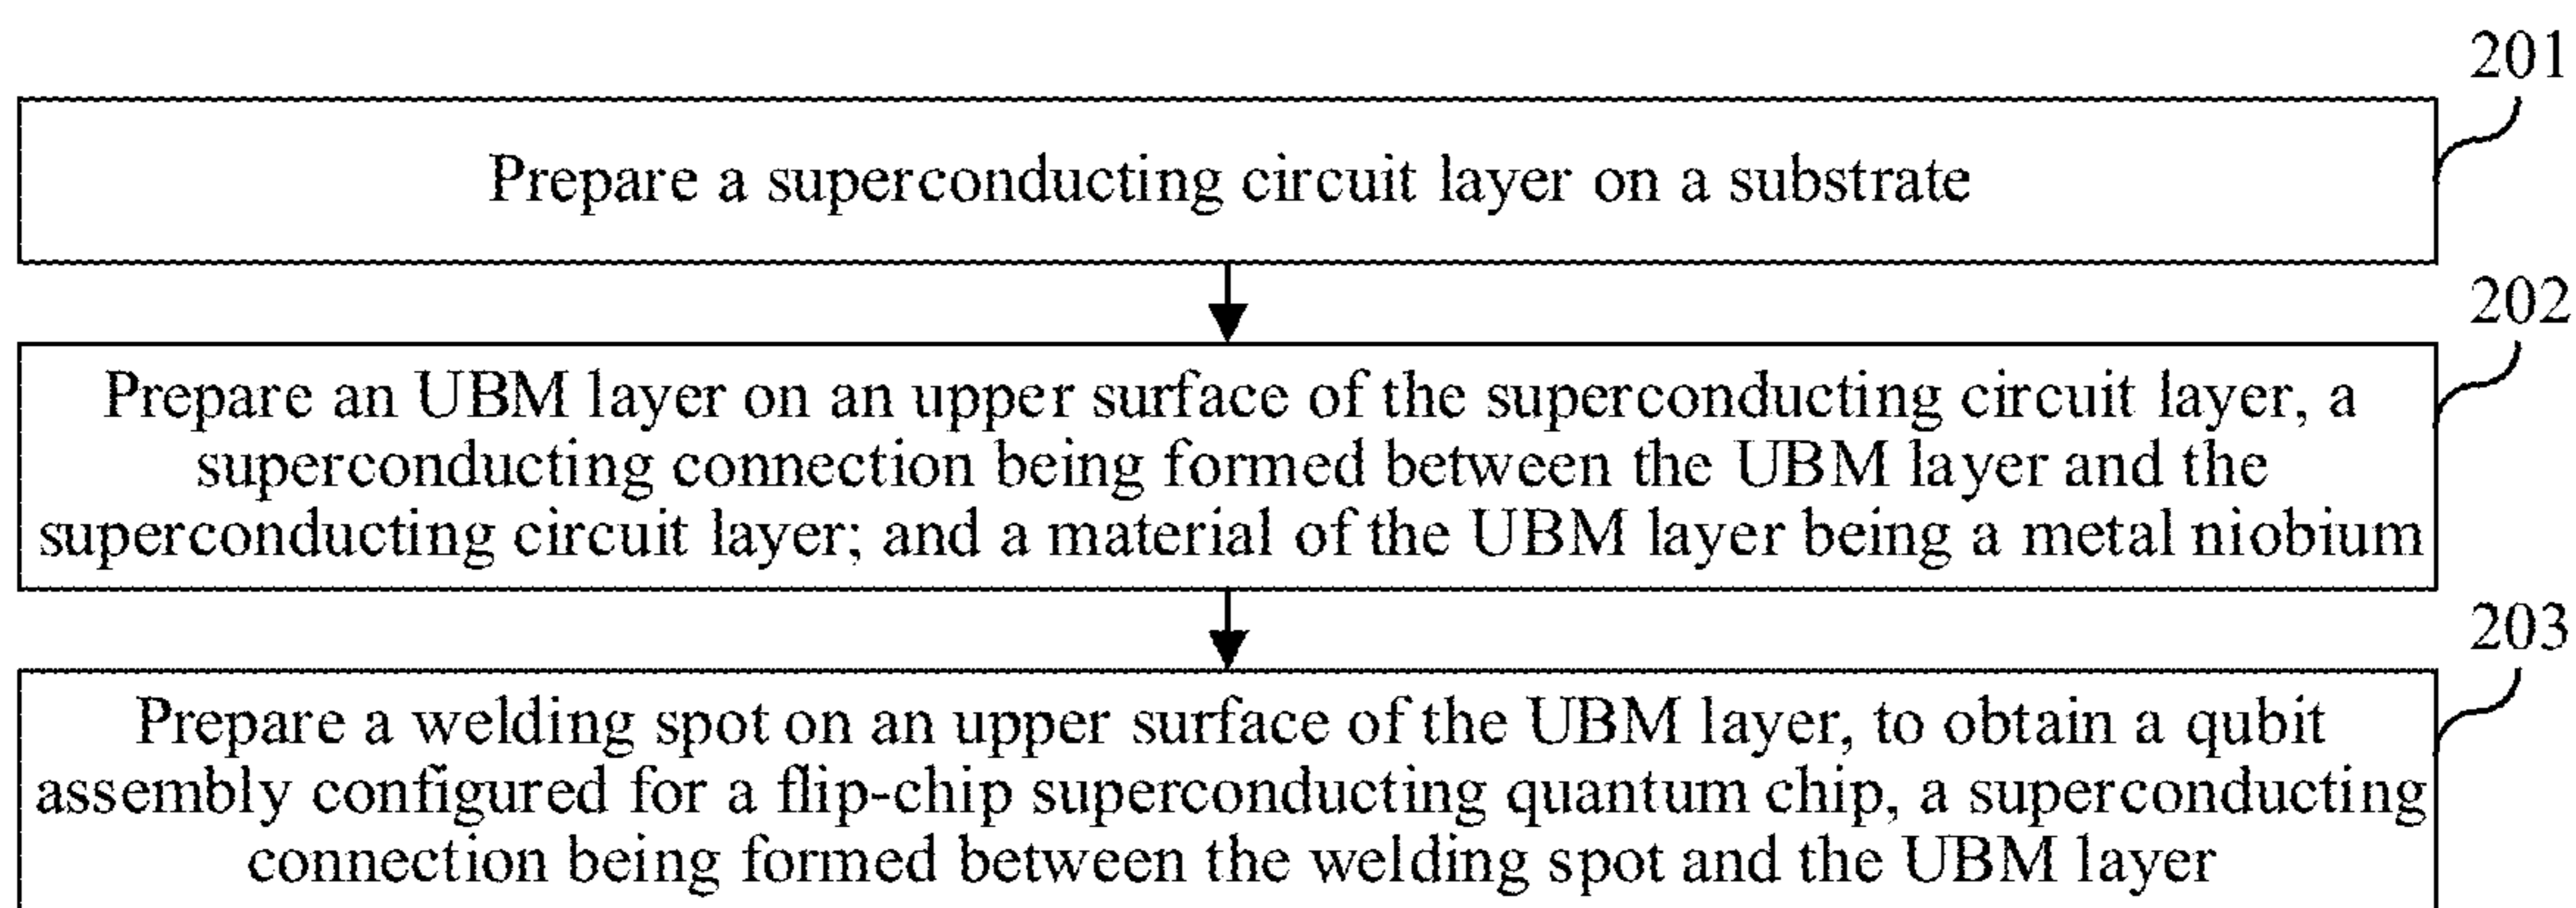 201
Prepare a superconducting circuit layer on a substrate
202
Prepare an UBM layer on an upper surface of the superconducting circuit layer, a
superconducting connection being formed between the UBM layer and the
superconducting circuit layer; and a material of the UBM layer being a metal niobium
203
Prepare a welding spot on an upper surface of the UBM layer, to obtain a qubit
assembly configured for a flip-chip superconducting quantum chip, a superconducting
connection being formed between the welding spot and the UBM layer